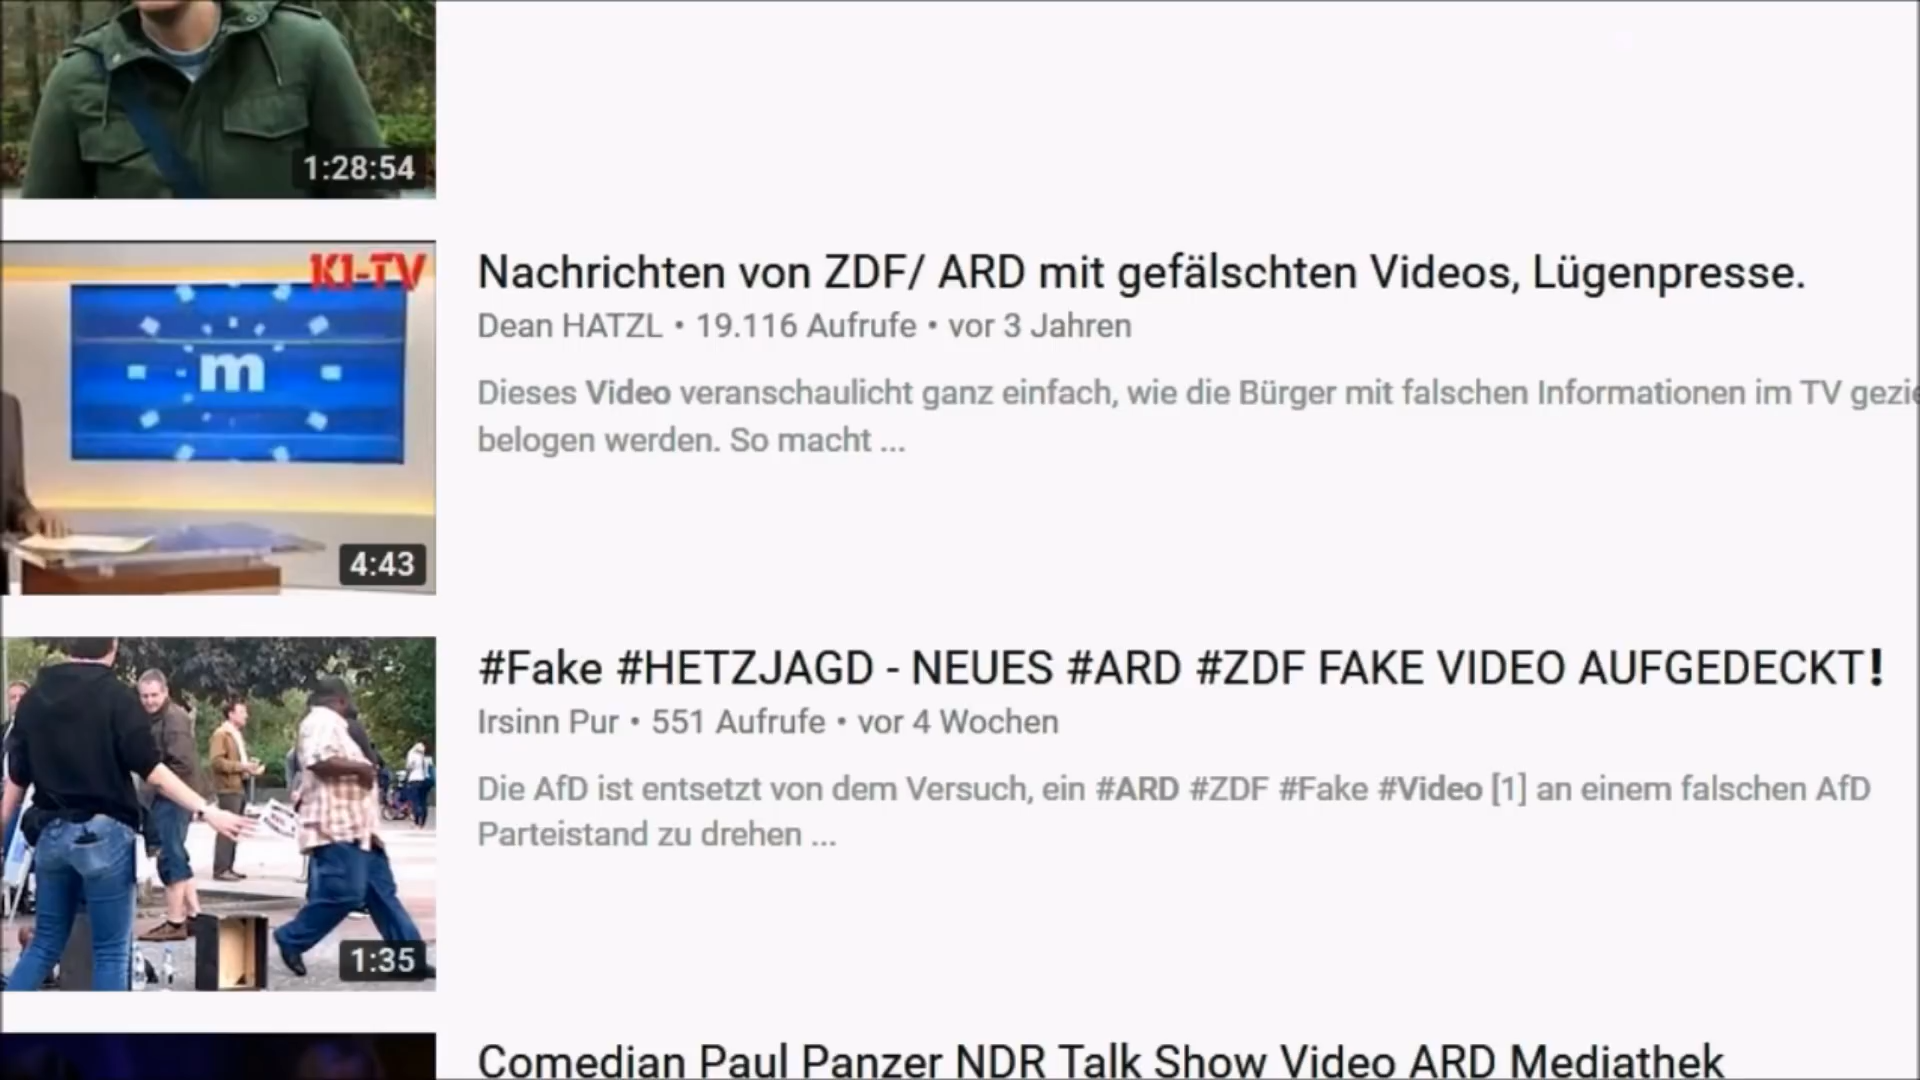 1:28:54
KI-TV
m
4:43
Nachrichten von ZDF/ ARD mit gefälschten Videos, Lügenpresse.
Dean HATZL • 19.116 Aufrufe • vor 3 Jahren
Dieses Video veranschaulicht ganz einfach, wie die Bürger mit falschen Informationen im TV gezie
belogen werden. So macht ...
1:35
#Fake #HETZJAGD - NEUES #ARD #ZDF FAKE VIDEO AUFGEDECKT!
Irsinn Pur • 551 Aufrufe • vor 4 Wochen
Die AfD ist entsetzt von dem Versuch, ein #ARD #ZDF #Fake #Video [1] an einem falschen AfD
Parteistand zu drehen ...
Comedian Paul Panzer NDR Talk Show Video ARD Mediathek